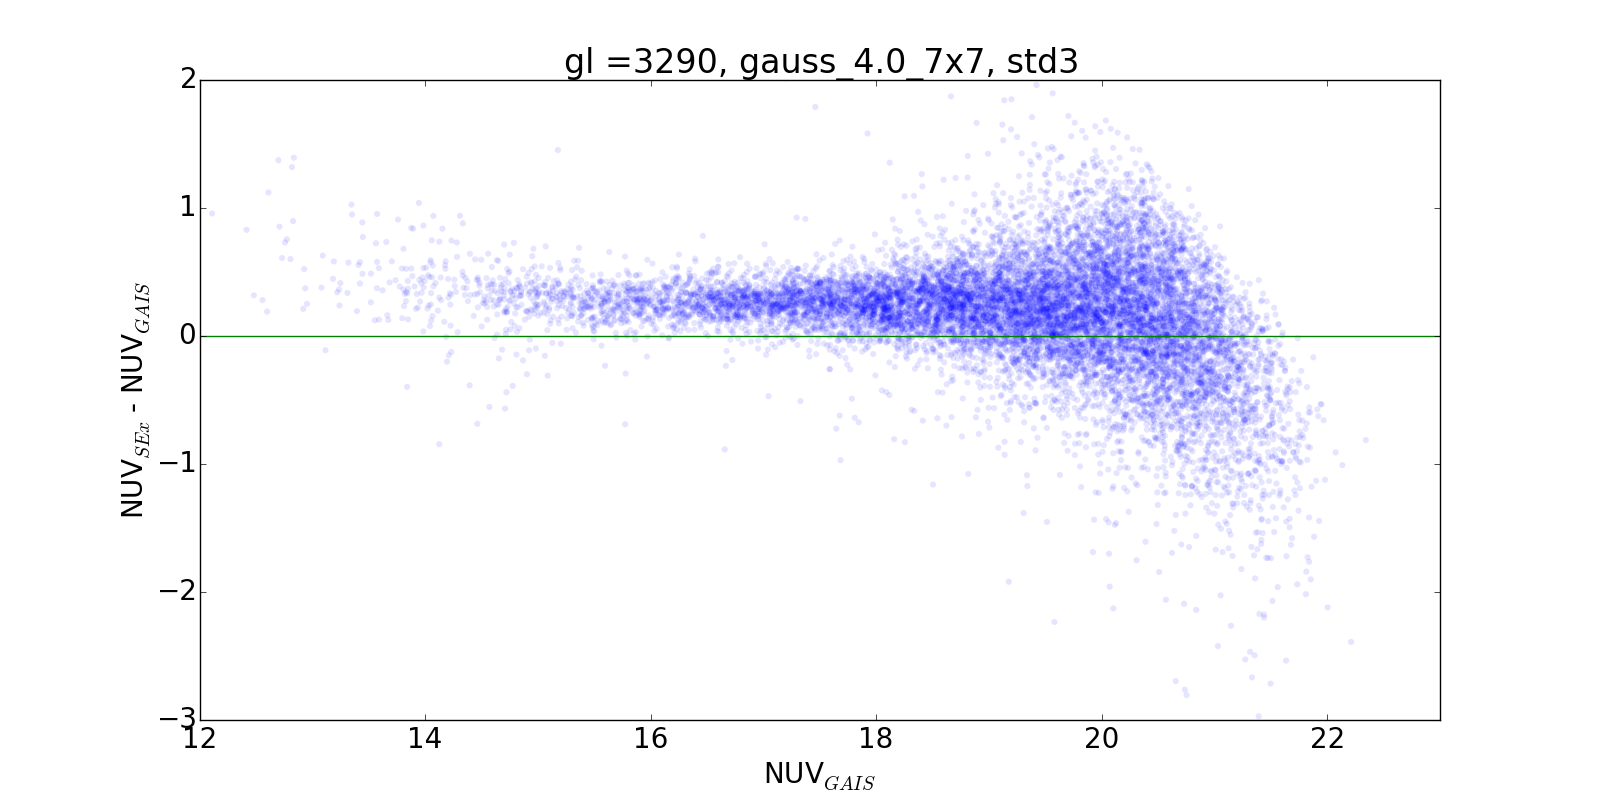 gl =3290, gauss_4.0_7x7, std3
2
1
0
−1
−2
−3
NUV_SEx - NUV_GAIS
12 14 16 18 20 22
NUV_GAIS